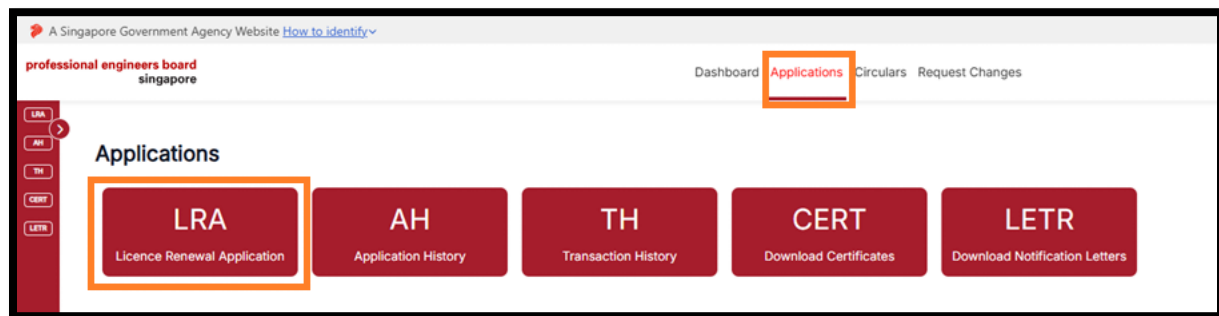 A Singapore Government Agency Website How to identify
professional engineers board
singapore
Dashboard Applications Circulars Request Changes
LRA
AH
TH
CERT
LETR
Applications
LRA AH TH CERT LETR
Licence Renewal Application Application History Transaction History Download Certificates Download Notification Letters